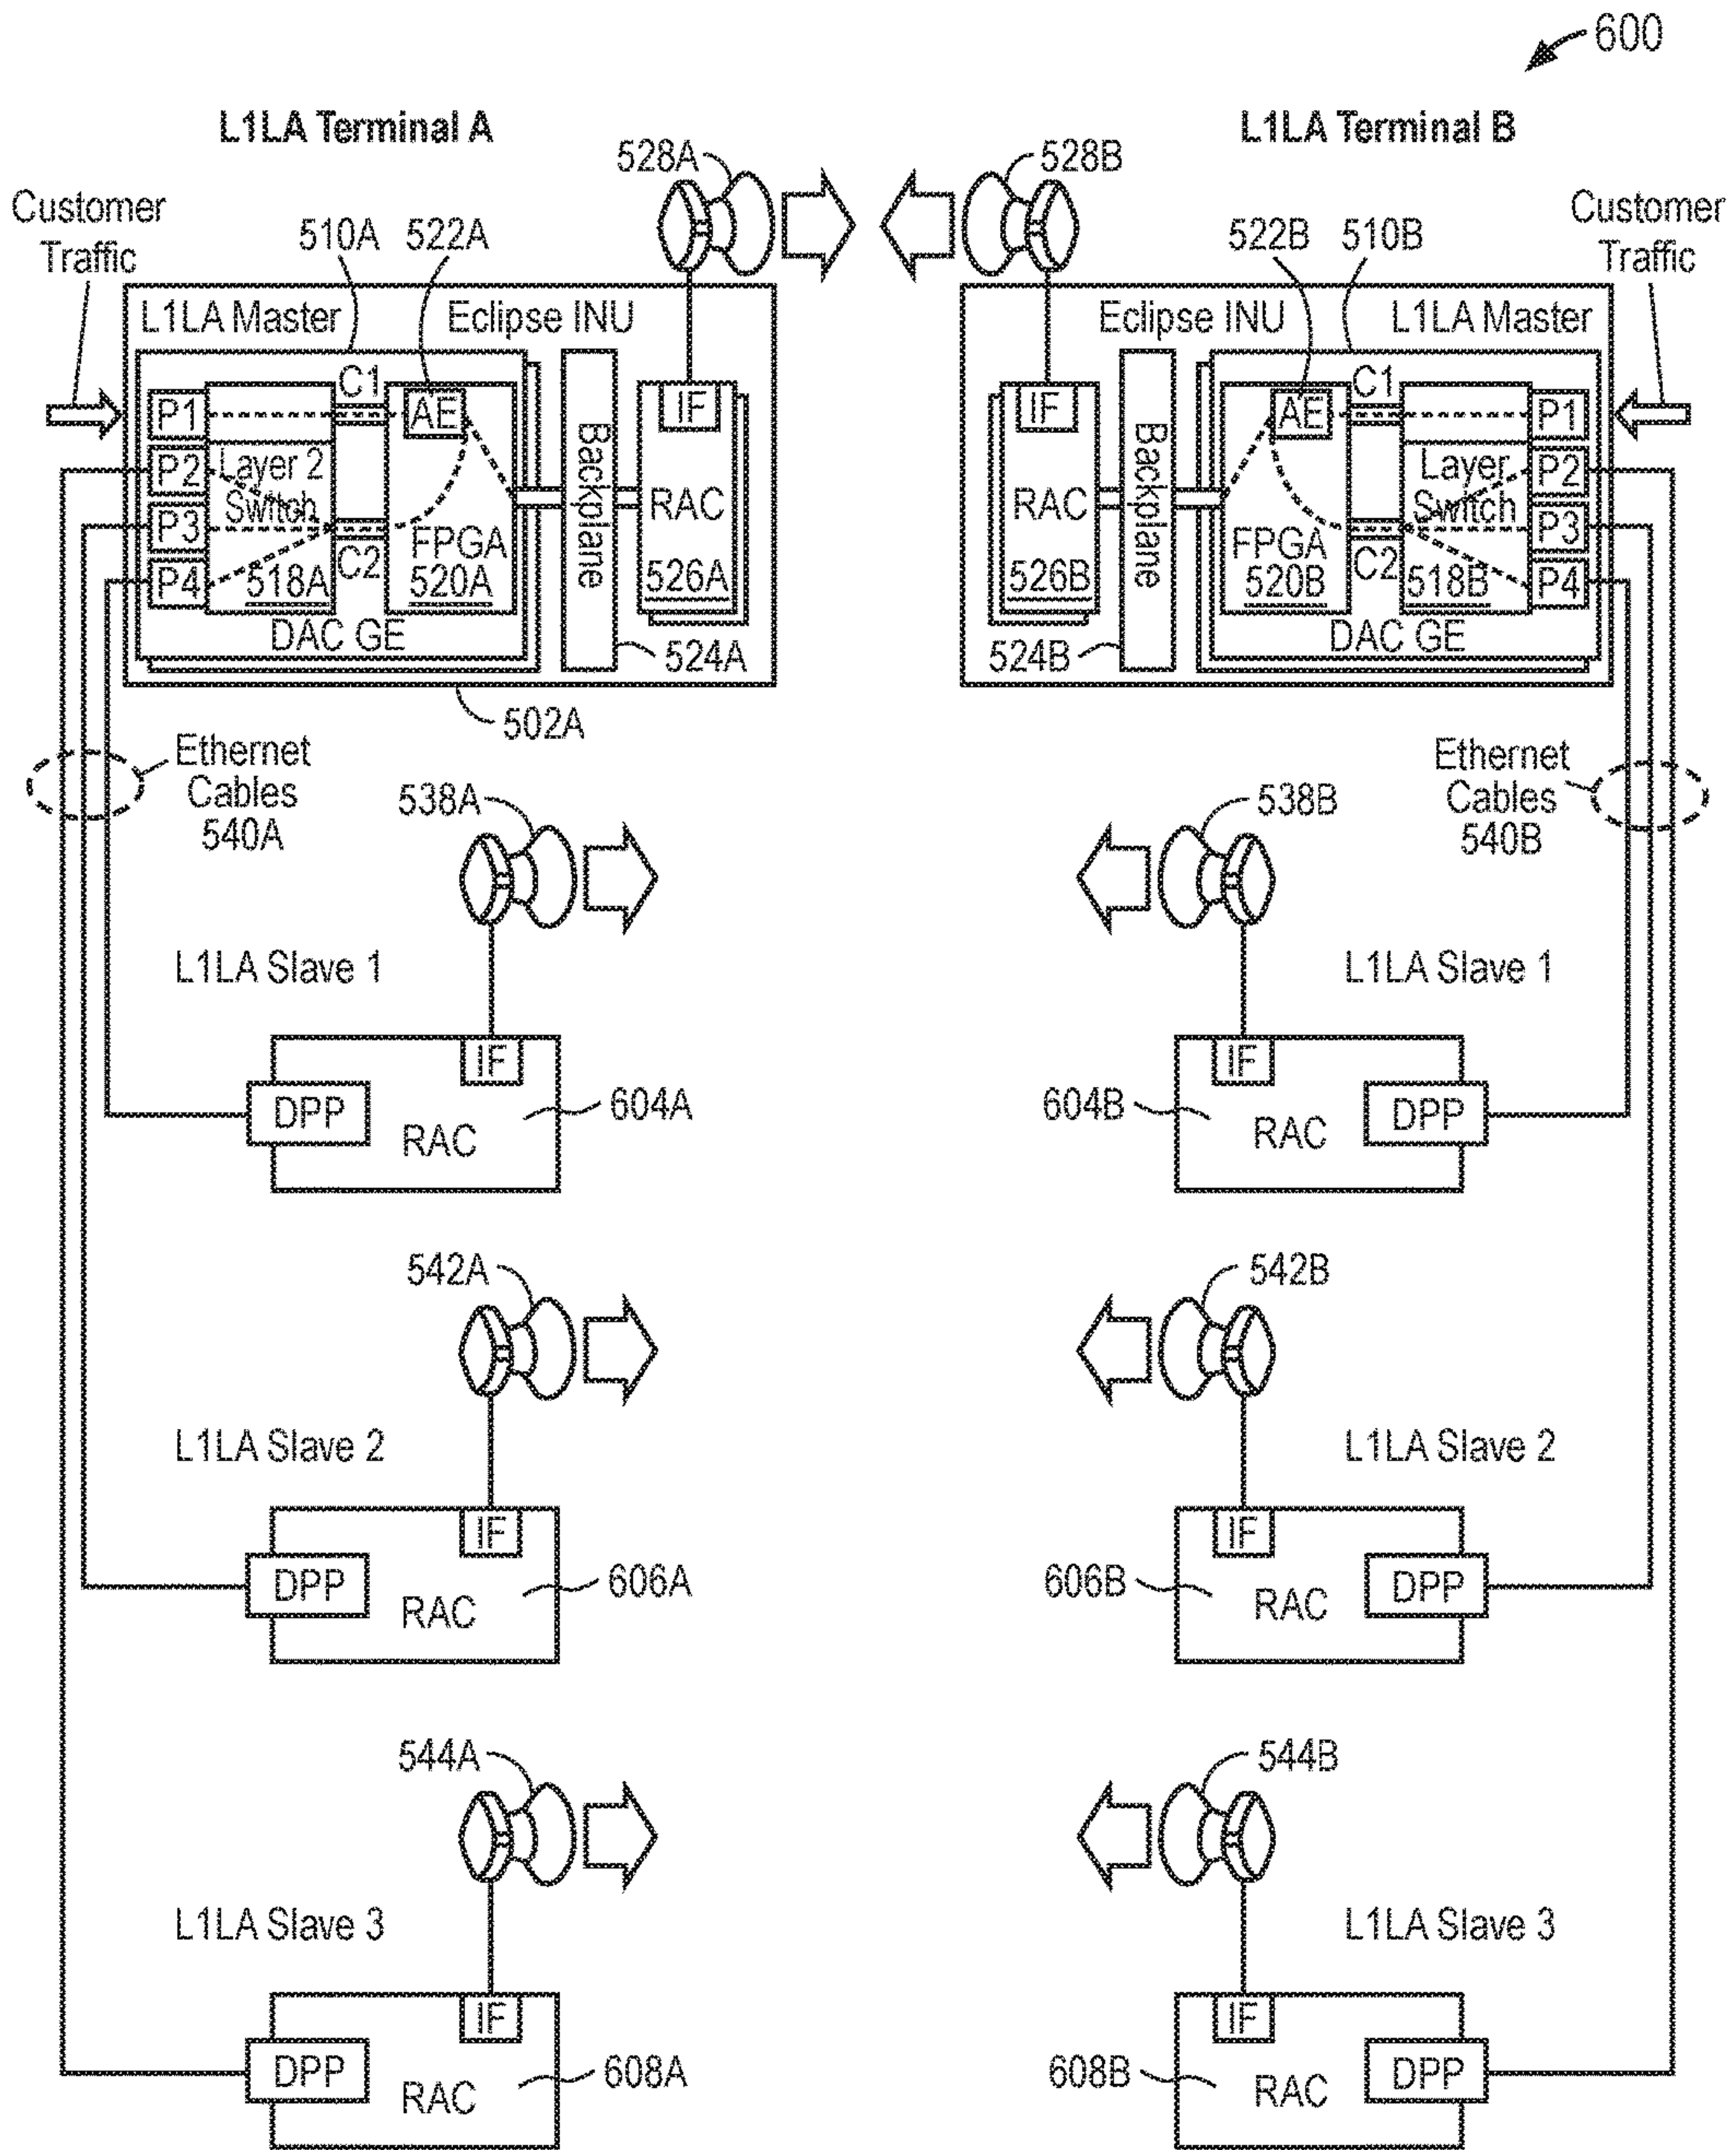 600
L1LA Terminal A
L1LA Terminal B
528A
528B
Customer
Traffic
510A
522A
522B
510B
Customer
Traffic
L1LA Master
Eclipse INU
Eclipse INU
L1LA Master
P1
P2
P3
P4
Layer 2
Switch
518A
C1
C2
AE
FPGA
520A
DAC GE
Backplane
IF
RAC
526A
524A
502A
IF
RAC
526B
Backplane
524B
AE
FPGA
520B
C1
C2
Layer
Switch
518B
P1
P2
P3
P4
DAC GE
Ethernet
Cables
540A
Ethernet
Cables
540B
538A
538B
L1LA Slave 1
L1LA Slave 1
IF
DPP
RAC
604A
604B
IF
RAC
DPP
542A
542B
L1LA Slave 2
L1LA Slave 2
IF
DPP
RAC
606A
606B
IF
RAC
DPP
544A
544B
L1LA Slave 3
L1LA Slave 3
IF
DPP
RAC
608A
608B
IF
RAC
DPP